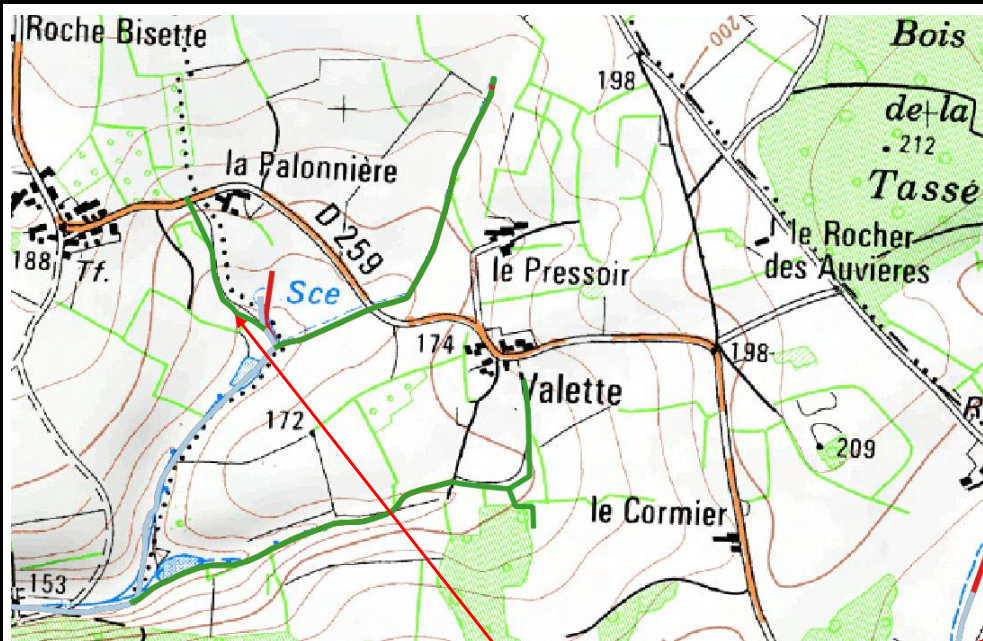 Roche Bisette
200
Bois
198
de la
212
Tassé
la Palonnière
D 259
le Rocher
des Auvières
188
Tf.
Sce
le Pressoir
174
198
Valette
172
209
R
le Cormier
153